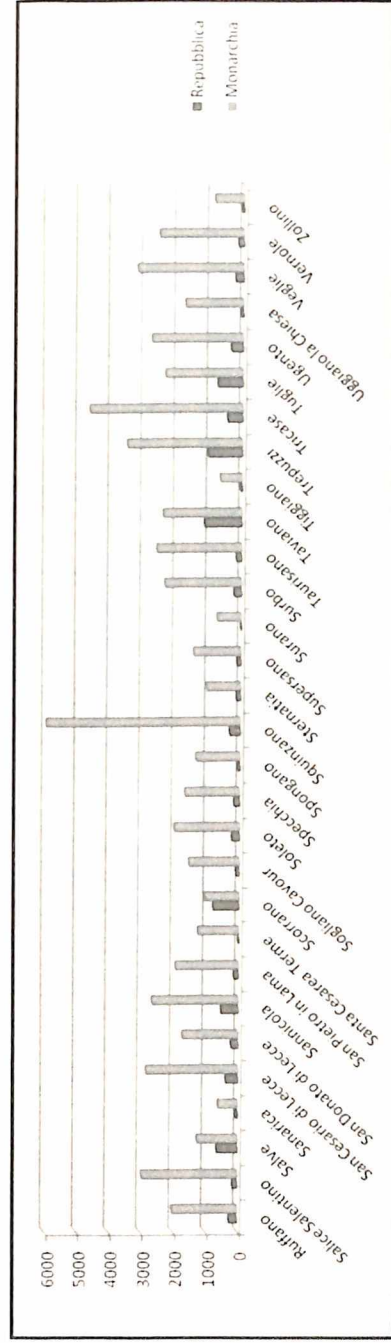 6000
5000
4000
3000
2000
1000
0
Ruffano
Salice Salentino
Salve
Sanarica
San Cesario di Lecce
San Donato di Lecce
Sannicola
San Pietro in Lama
Santa Cesarea Terme
Scorrano
Sogliano Cavour
Soleto
Specchia
Spongano
Squinzano
Sternatia
Supersano
Surano
Surbo
Taurisano
Taviano
Tiggiano
Trepuzzi
Tricase
Tuglie
Ugento
Uggiano la Chiesa
Veglie
Vernole
Zollino
Repubblica
Monarchia